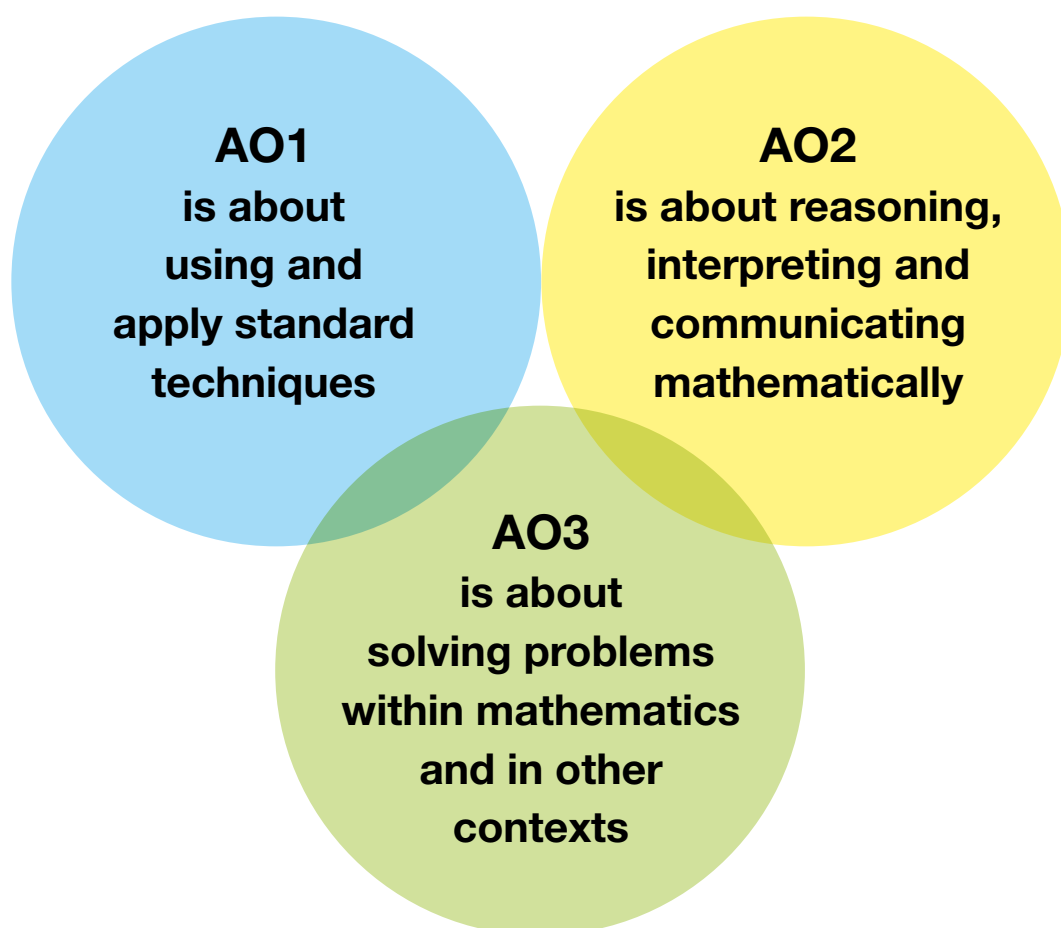 AO1
is about
using and
apply standard
techniques
AO2
is about reasoning,
interpreting and
communicating
mathematically
AO3
is about
solving problems
within mathematics
and in other
contexts